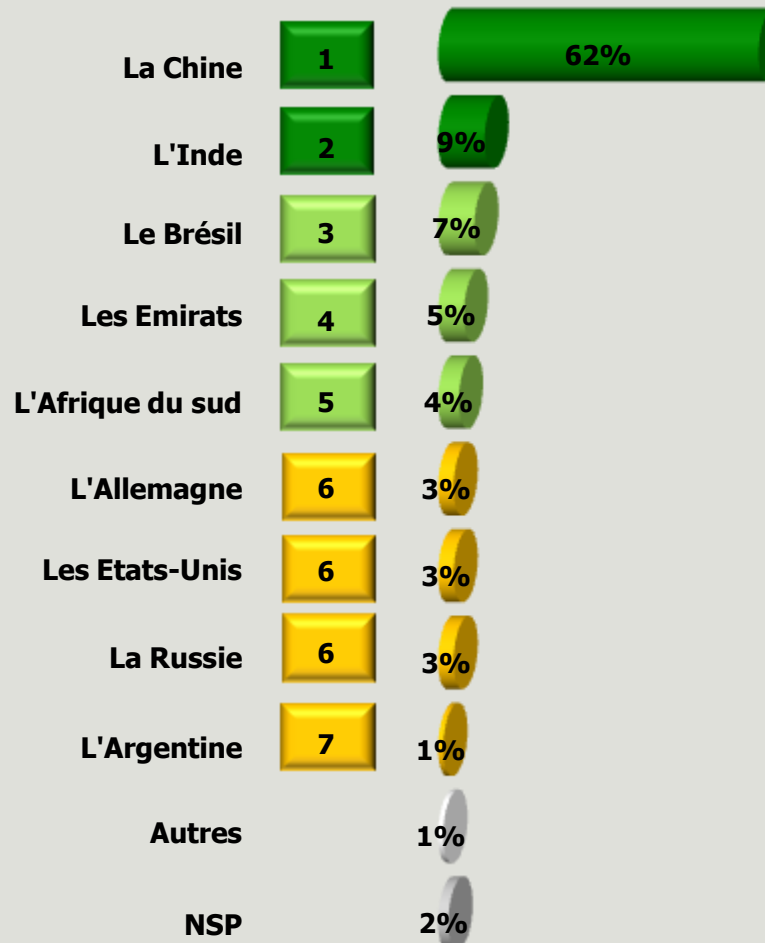 La Chine 1 62%
L'Inde 2 9%
Le Brésil 3 7%
Les Emirats 4 5%
L'Afrique du sud 5 4%
L'Allemagne 6 3%
Les Etats-Unis 6 3%
La Russie 6 3%
L'Argentine 7 1%
Autres 1%
NSP 2%